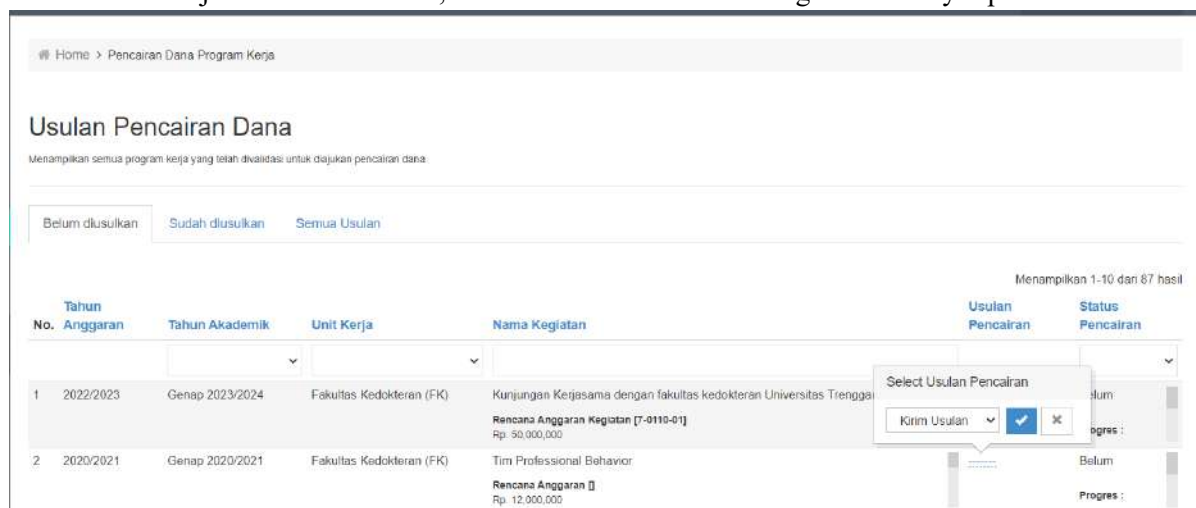 Home > Pencairan Dana Program Kerja
Usulan Pencairan Dana
Menampilkan semua program kerja yang telah divalidasi untuk diajukan pencairan dana
Belum diusulkan Sudah diusulkan Semua Usulan
Menampilkan 1-10 dari 87 hasil
No. Tahun Anggaran Tahun Akademik Unit Kerja Nama Kegiatan Usulan Pencairan Status Pencairan
Select Usulan Pencairan
Kirim Usulan
1 2022/2023 Genap 2023/2024 Fakultas Kedokteran (FK) Kunjungan Kerjasama dengan fakultas kedokteran Universitas Trengga
Rencana Anggaran Kegiatan [7-0110-01]
Rp. 50,000,000
2 2020/2021 Genap 2020/2021 Fakultas Kedokteran (FK) Tim Professional Behavior Belum
Rencana Anggaran []
Rp. 12,000,000 Progres :